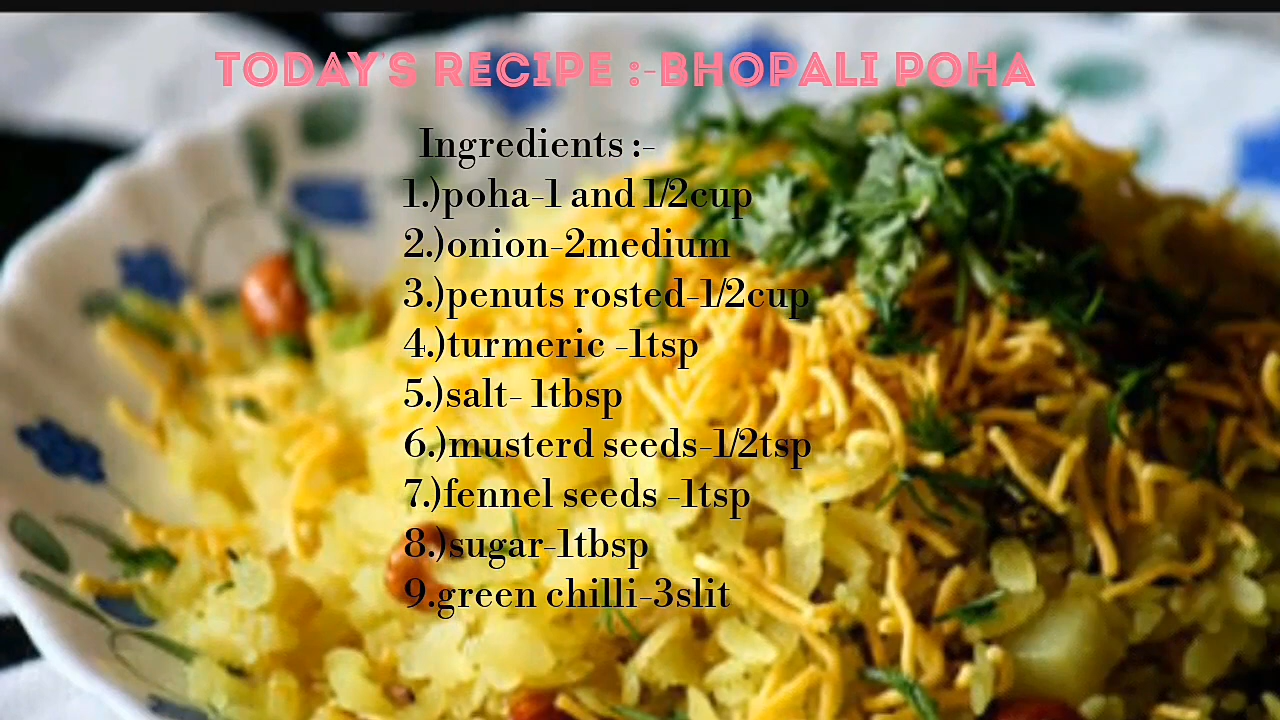 TODAY'S RECIPE :-BHOPALI POHA
Ingredients :-
1.)poha-1 and 1/2cup
2.)onion-2medium
3.)penuts rosted-1/2cup
4.)turmeric -1tsp
5.)salt- 1tbsp
6.)musterd seeds-1/2tsp
7.)fennel seeds -1tsp
8.)sugar-1tbsp
9.green chilli-3slit